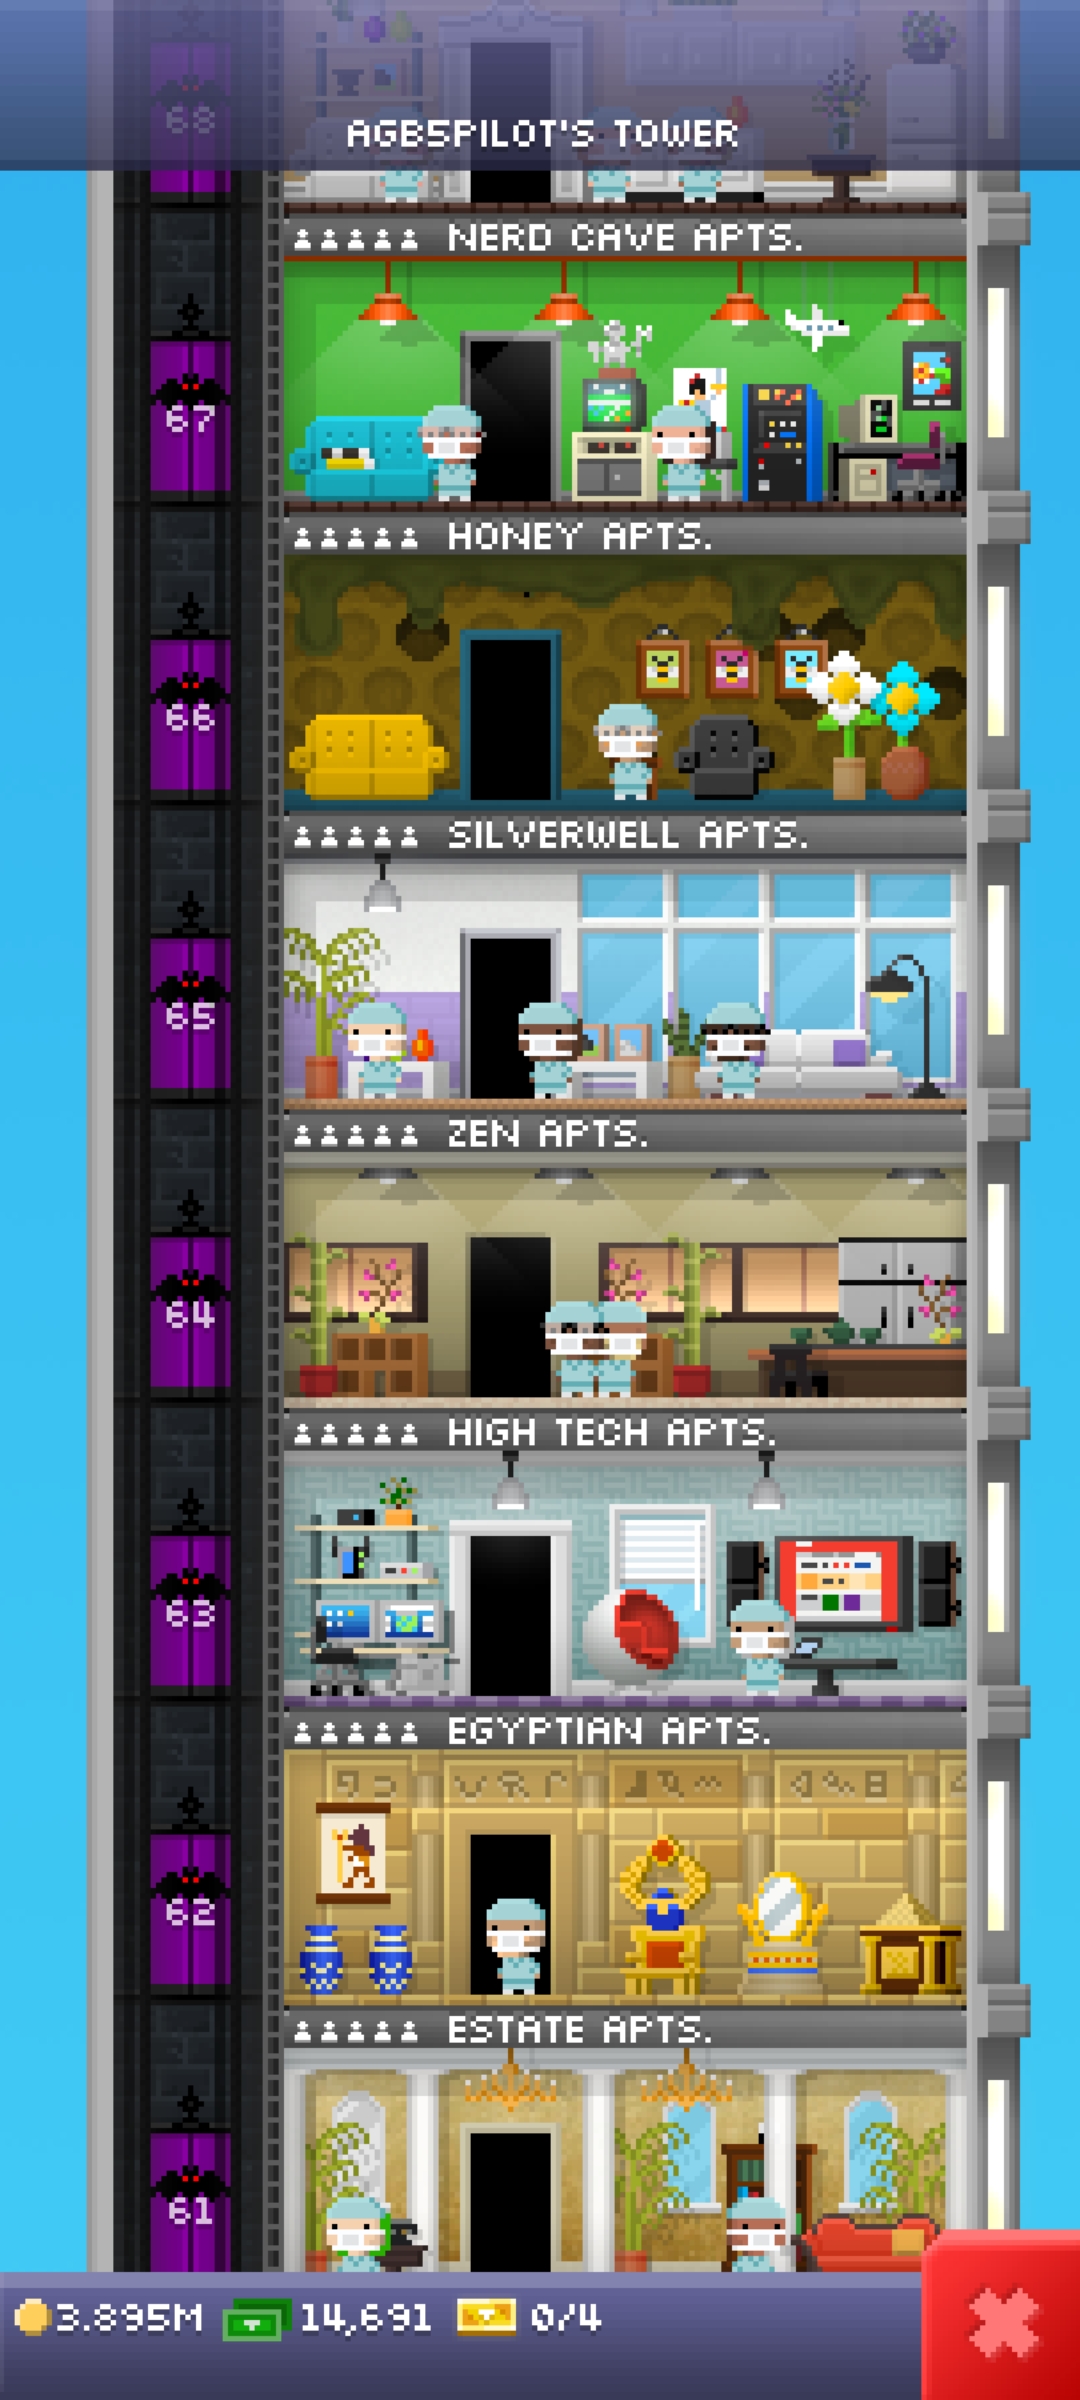 68
AGB5PILOT'S TOWER
NERD CAVE APTS.
67
HONEY APTS.
66
SILVERWELL APTS.
65
ZEN APTS.
64
HIGH TECH APTS.
63
EGYPTIAN APTS.
62
ESTATE APTS.
61
3.895M 14,691 0/4